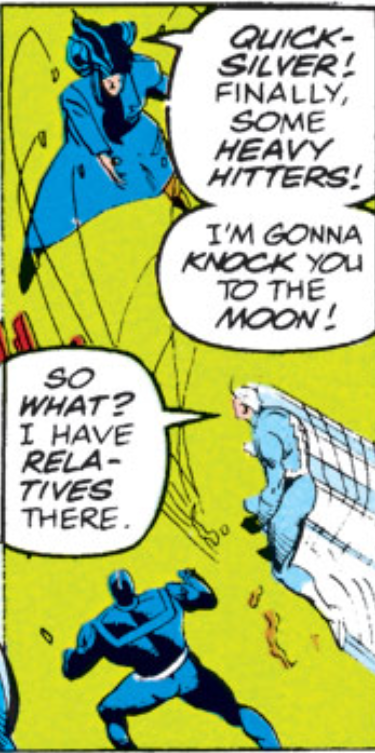 QUICK-
SILVER!
FINALLY,
SOME
HEAVY
HITTERS!
I'M GONNA
KNOCK YOU
TO THE
MOON!
SO
WHAT?
I HAVE
RELA-
TIVES
THERE.